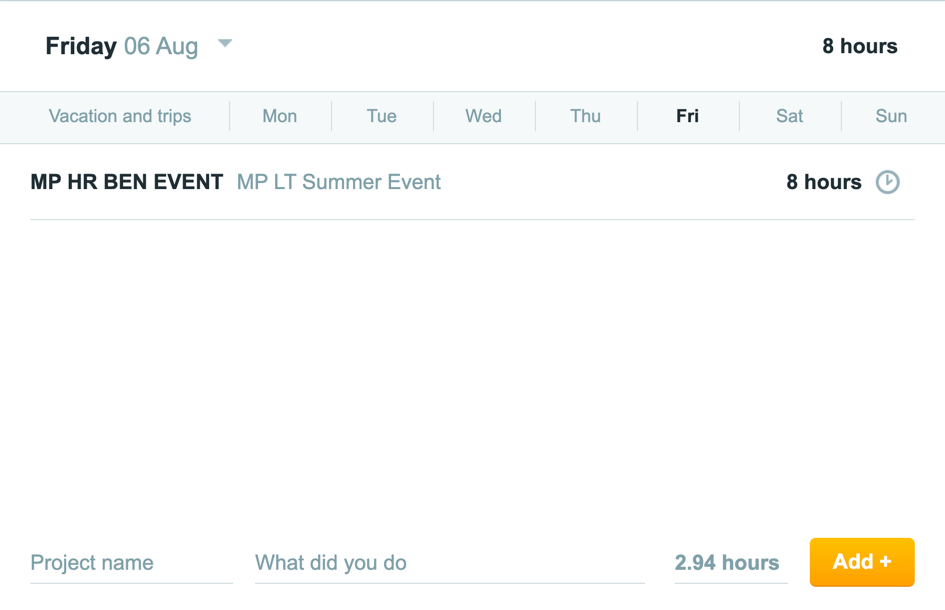 Friday 06 Aug 8 hours
Vacation and trips Mon Tue Wed Thu Fri Sat Sun
MP HR BEN EVENT MP LT Summer Event 8 hours
Project name What did you do 2.94 hours Add +